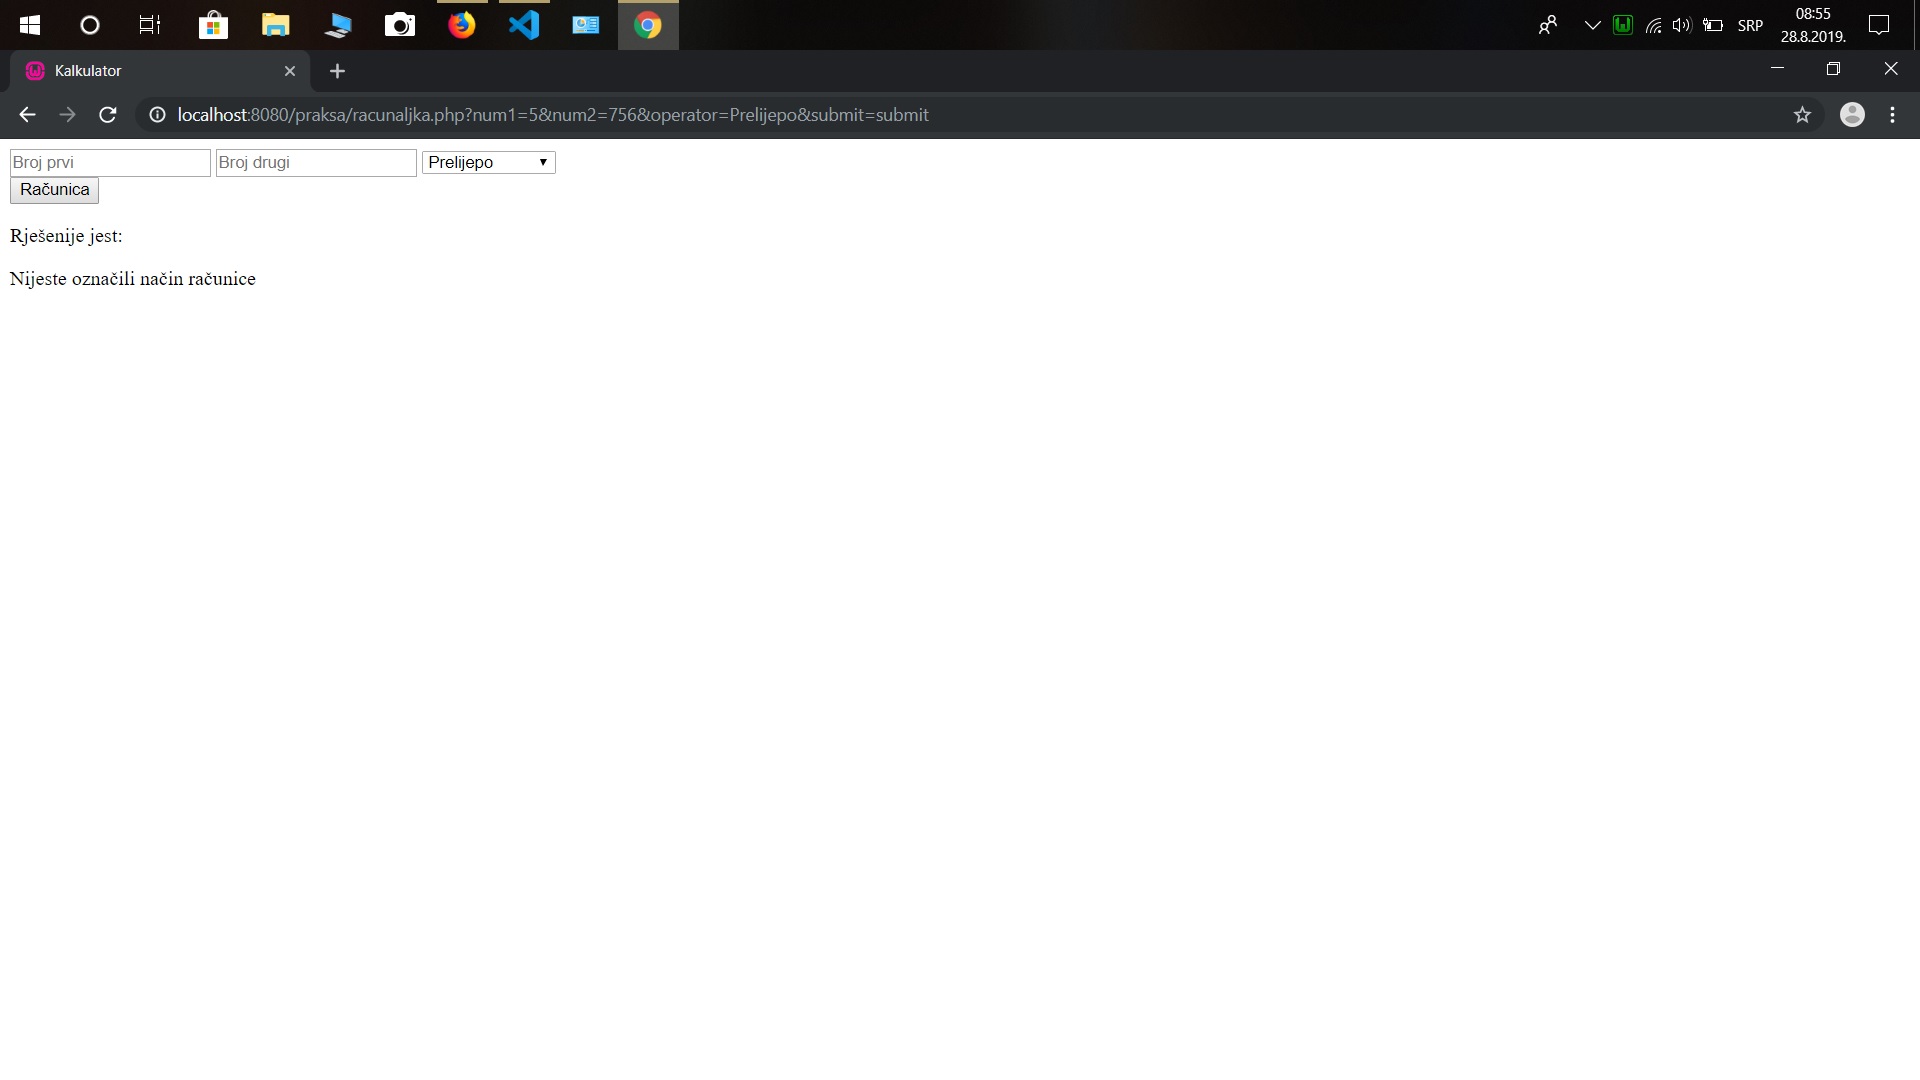 SRP
08:55
28.8.2019.
Kalkulator
localhost:8080/praksa/racunaljka.php?num1=5&num2=756&operator=Prelijepo&submit=submit
Broj prvi Broj drugi Prelijepo
Računica
Rješenije jest:
Nijeste označili način računice